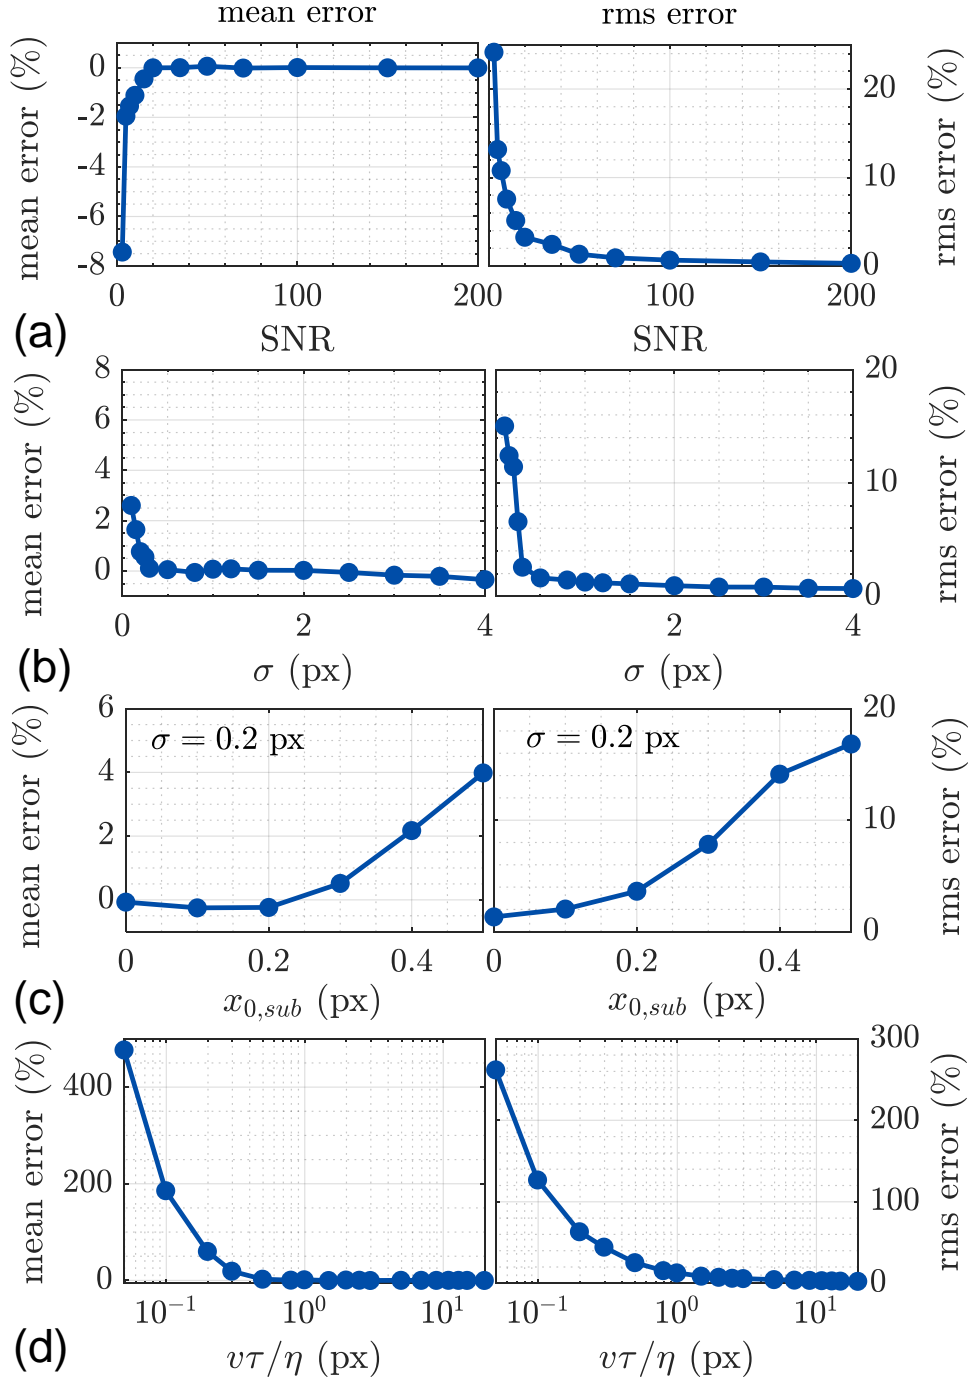 mean error
rms error
mean error (%)
0
-2
-4
-6
-8
0
100
200
SNR
20
10
0
rms error (%)
100
200
SNR
(a)
mean error (%)
8
6
4
2
0
0
2
4
σ (px)
20
10
0
rms error (%)
2
4
σ (px)
(b)
mean error (%)
6
4
2
0
σ = 0.2 px
0
0.2
0.4
x₀,sub (px)
σ = 0.2 px
20
10
0
rms error (%)
0
0.2
0.4
x₀,sub (px)
(c)
mean error (%)
400
200
0
10⁻¹
10⁰
10¹
vτ/η (px)
300
200
100
0
rms error (%)
10⁻¹
10⁰
10¹
vτ/η (px)
(d)